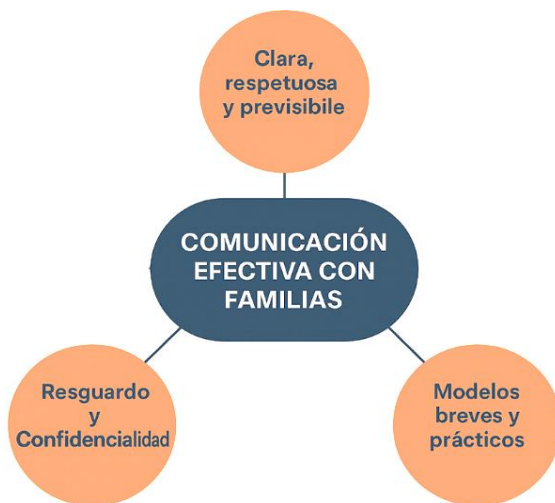 Clara,
respetuosa
y previsibile
COMUNICACIÓN
EFECTIVA CON
FAMILIAS
Resguardo
y
Confidencialidad
Modelos
breves y
prácticos